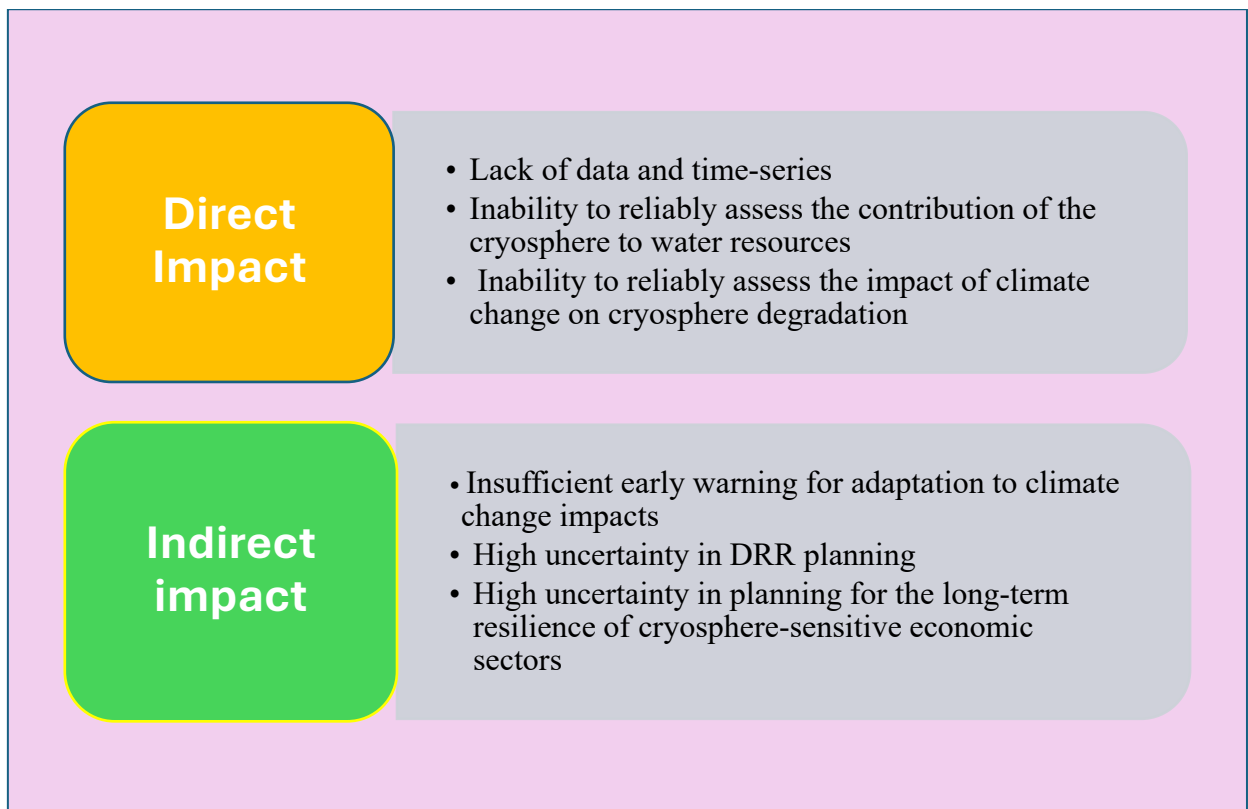 Direct
Impact
• Lack of data and time-series
• Inability to reliably assess the contribution of the
cryosphere to water resources
• Inability to reliably assess the impact of climate
change on cryosphere degradation
Indirect
impact
• Insufficient early warning for adaptation to climate
change impacts
• High uncertainty in DRR planning
• High uncertainty in planning for the long-term
resilience of cryosphere-sensitive economic
sectors